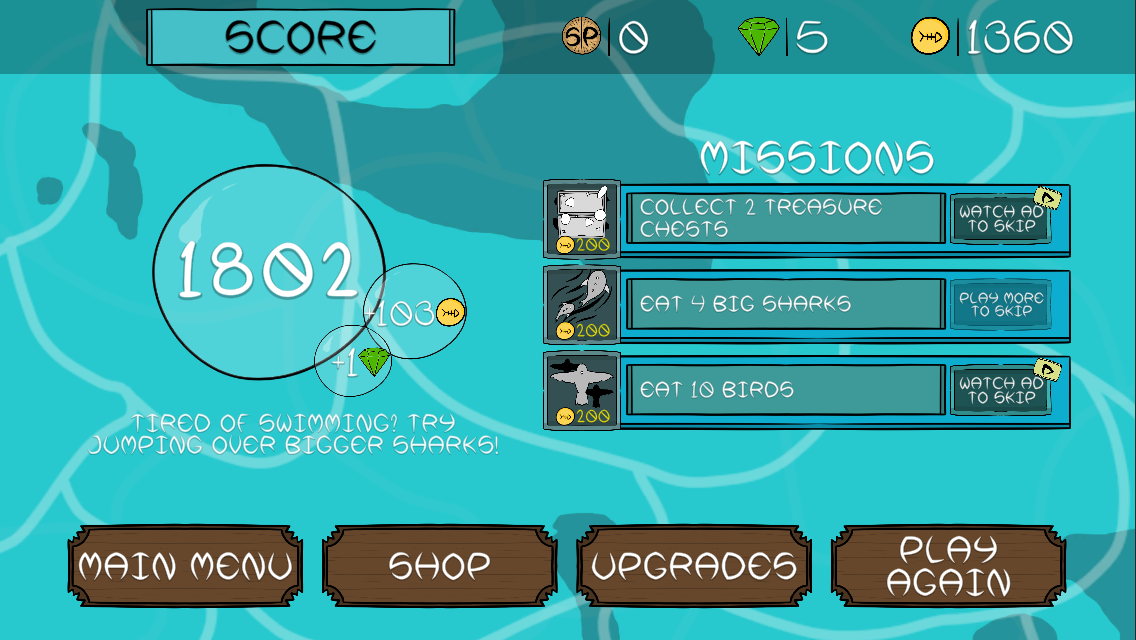 SCORE
SP 0
5
1360
MISSIONS
COLLECT 2 TREASURE
CHESTS
200
WATCH AD
TO SKIP
EAT 4 BIG SHARKS
200
PLAY MORE
TO SKIP
EAT 10 BIRDS
200
WATCH AD
TO SKIP
1802
+103
+1
TIRED OF SWIMMING? TRY
JUMPING OVER BIGGER SHARKS!
MAIN MENU
SHOP
UPGRADES
PLAY
AGAIN